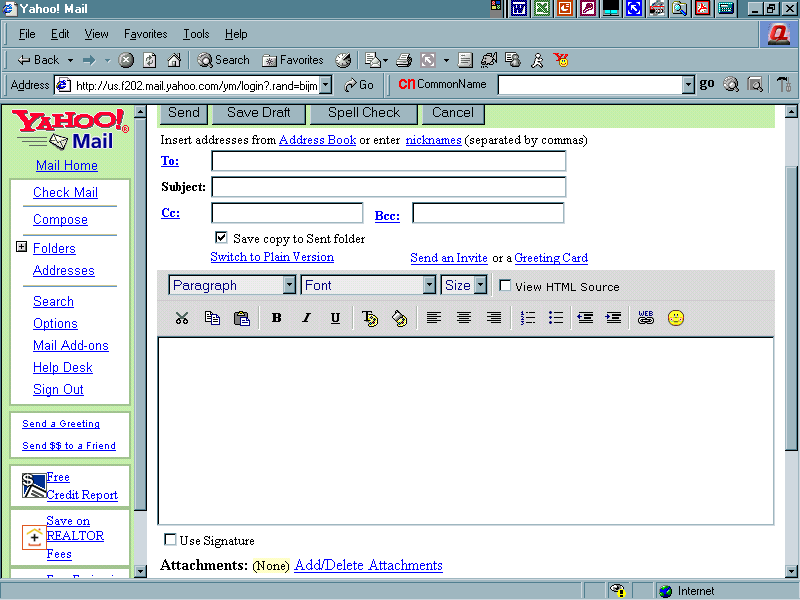 Yahoo! Mail
File Edit View Favorites Tools Help
Back Search Favorites
Address http://us.f202.mail.yahoo.com/ym/login?.rand=bijm Go cn CommonName go
YAHOO!® Mail
Mail Home
Check Mail
Compose
Folders
Addresses
Search
Options
Mail Add-ons
Help Desk
Sign Out
Send a Greeting
Send $$ to a Friend
Free
Credit Report
Save on
REALTOR
Fees
Send Save Draft Spell Check Cancel
Insert addresses from Address Book or enter nicknames (separated by commas)
To:
Subject:
Cc: Bcc:
Save copy to Sent folder
Switch to Plain Version Send an Invite or a Greeting Card
Paragraph Font Size View HTML Source
B I U WEB
Use Signature
Attachments: (None) Add/Delete Attachments
Internet